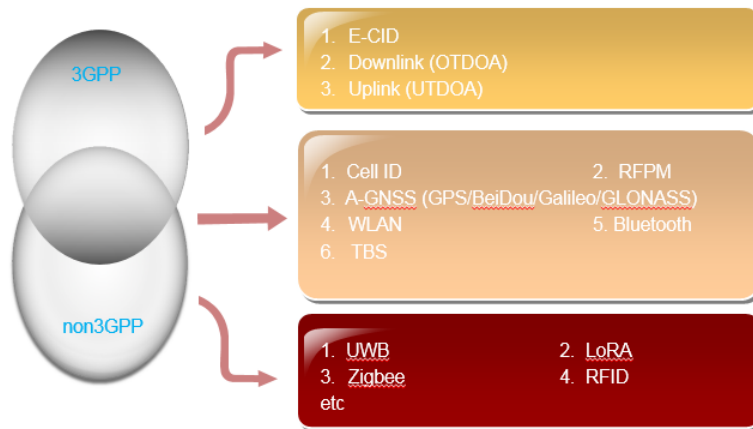 3GPP
1. E-CID
2. Downlink (OTDOA)
3. Uplink (UTDOA)
1. Cell ID 2. RFPM
3. A-GNSS (GPS/BeiDou/Galileo/GLONASS)
4. WLAN 5. Bluetooth
6. TBS
non3GPP
1. UWB 2. LoRA
3. Zigbee 4. RFID
etc